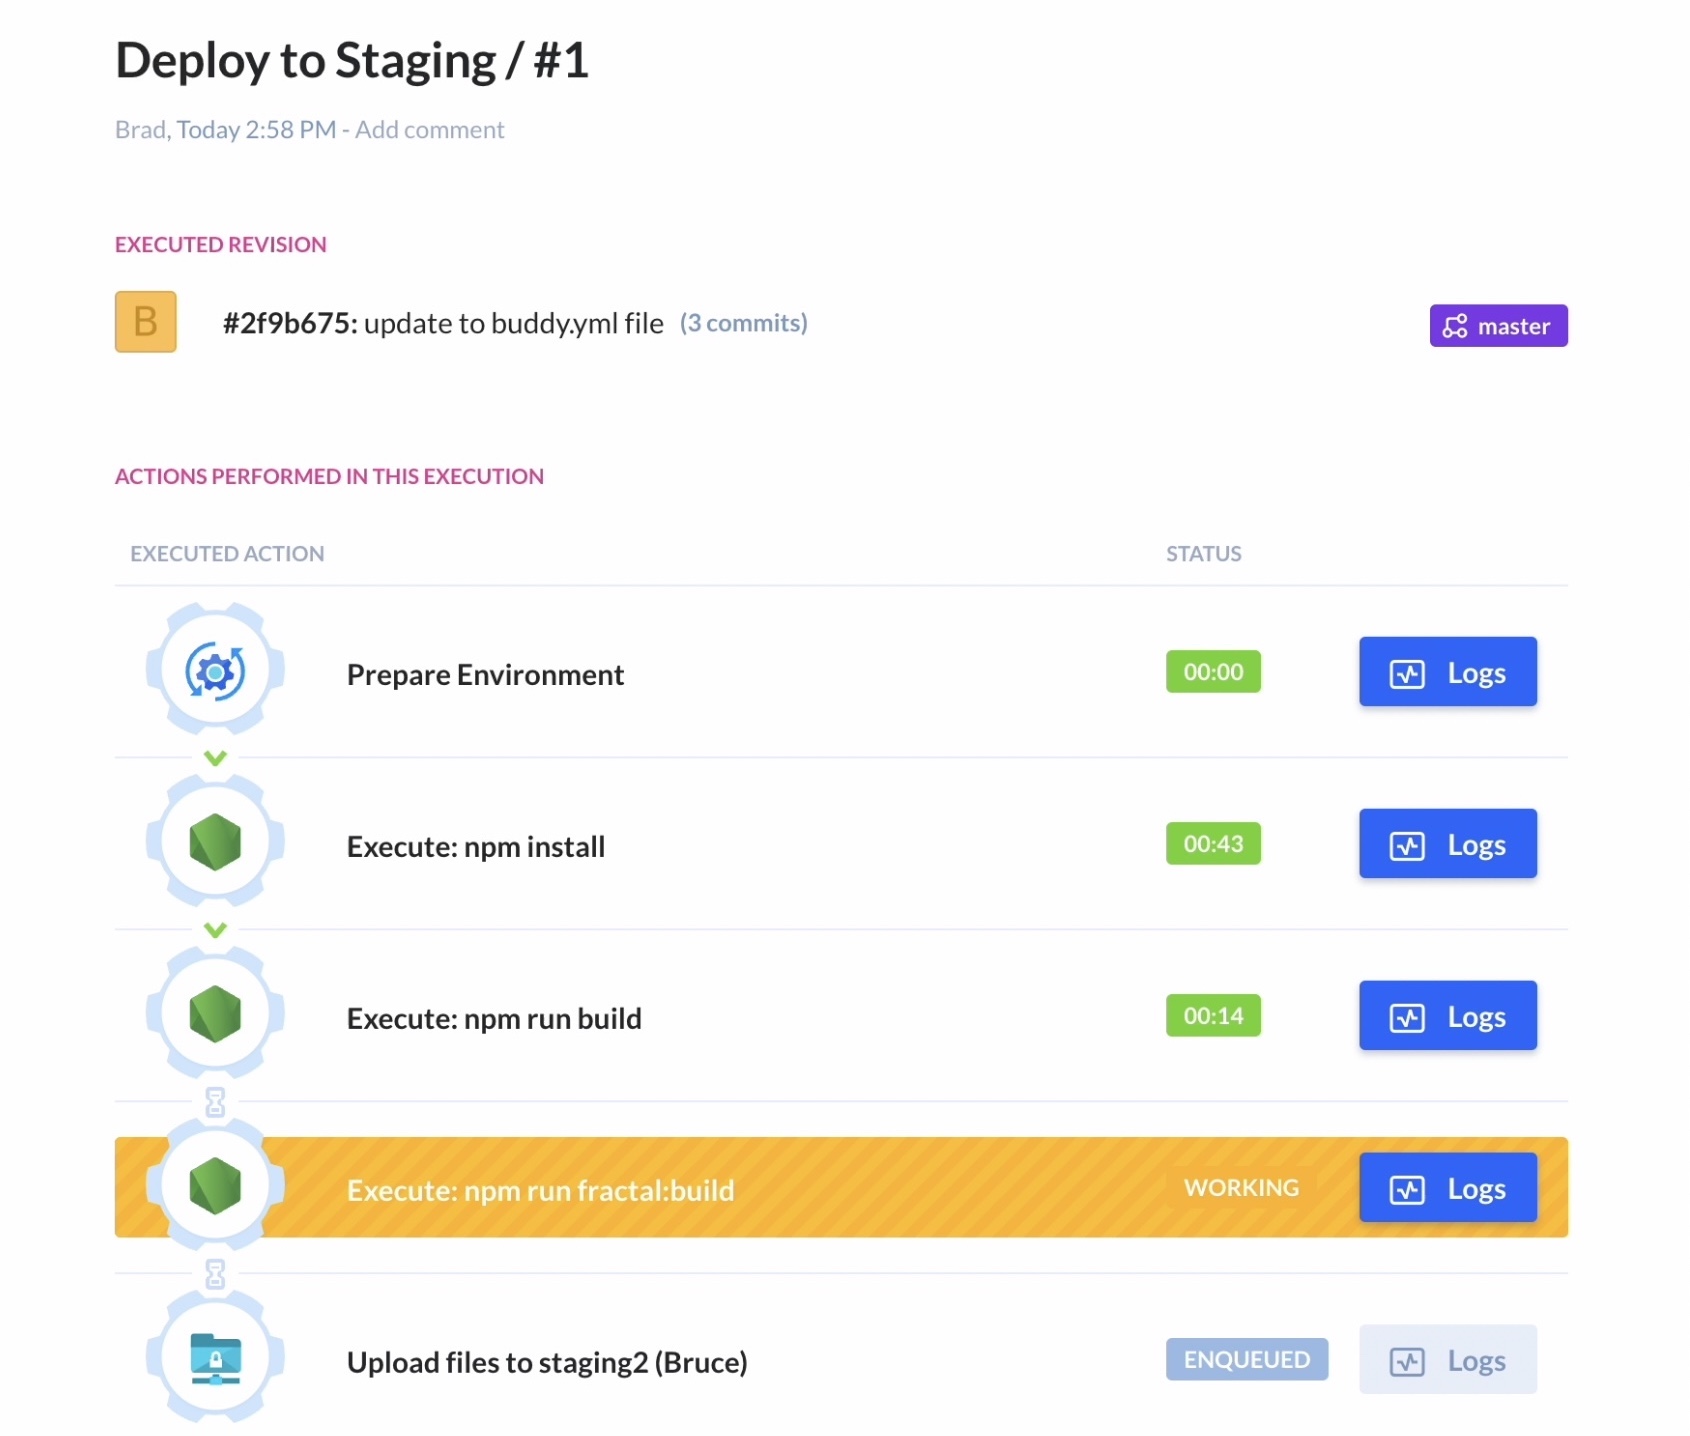 Deploy to Staging / #1
Brad, Today 2:58 PM - Add comment
EXECUTED REVISION
B #2f9b675: update to buddy.yml file (3 commits) master
ACTIONS PERFORMED IN THIS EXECUTION
EXECUTED ACTION STATUS
Prepare Environment 00:00 Logs
Execute: npm install 00:43 Logs
Execute: npm run build 00:14 Logs
Execute: npm run fractal:build WORKING Logs
Upload files to staging2 (Bruce) ENQUEUED Logs